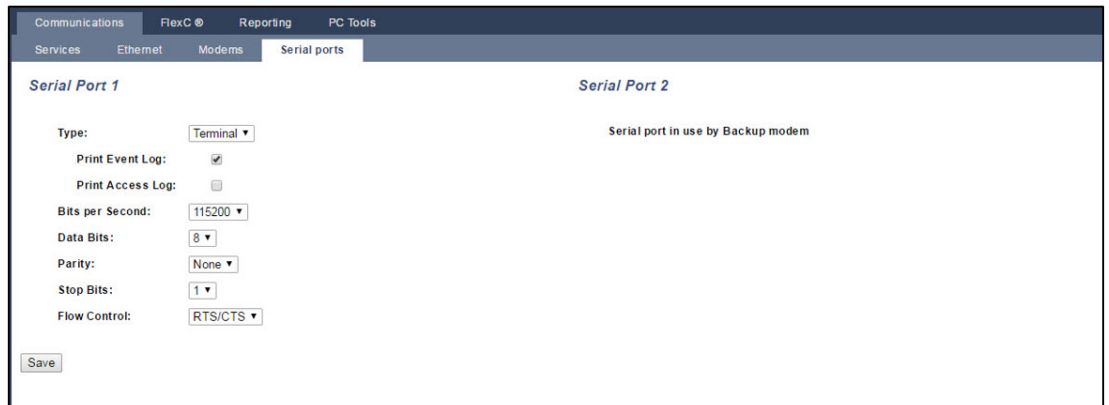 Communications FlexC ® Reporting PC Tools
Services Ethernet Modems Serial ports
Serial Port 1
Type: Terminal
Print Event Log:
Print Access Log:
Bits per Second: 115200
Data Bits: 8
Parity: None
Stop Bits: 1
Flow Control: RTS/CTS
Save
Serial Port 2
Serial port in use by Backup modem